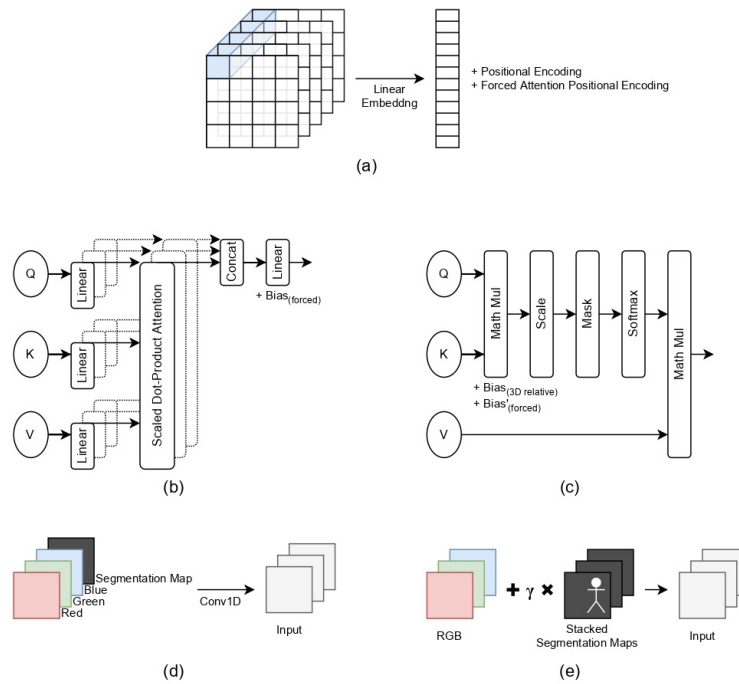 Linear
Embeddng
+ Positional Encoding
+ Forced Attention Positional Encoding
(a)
Q
Linear
K
Linear
V
Linear
Scaled Dot-Product Attention
Concat
Linear
+ Bias(forced)
(b)
Q
K
V
Math Mul
Scale
Mask
Softmax
Math Mul
+ Bias(3D relative)
+ Bias'(forced)
(c)
Segmentation Map
Blue
Green
Red
Conv1D
Input
(d)
RGB
+ γ ×
Stacked
Segmentation Maps
Input
(e)